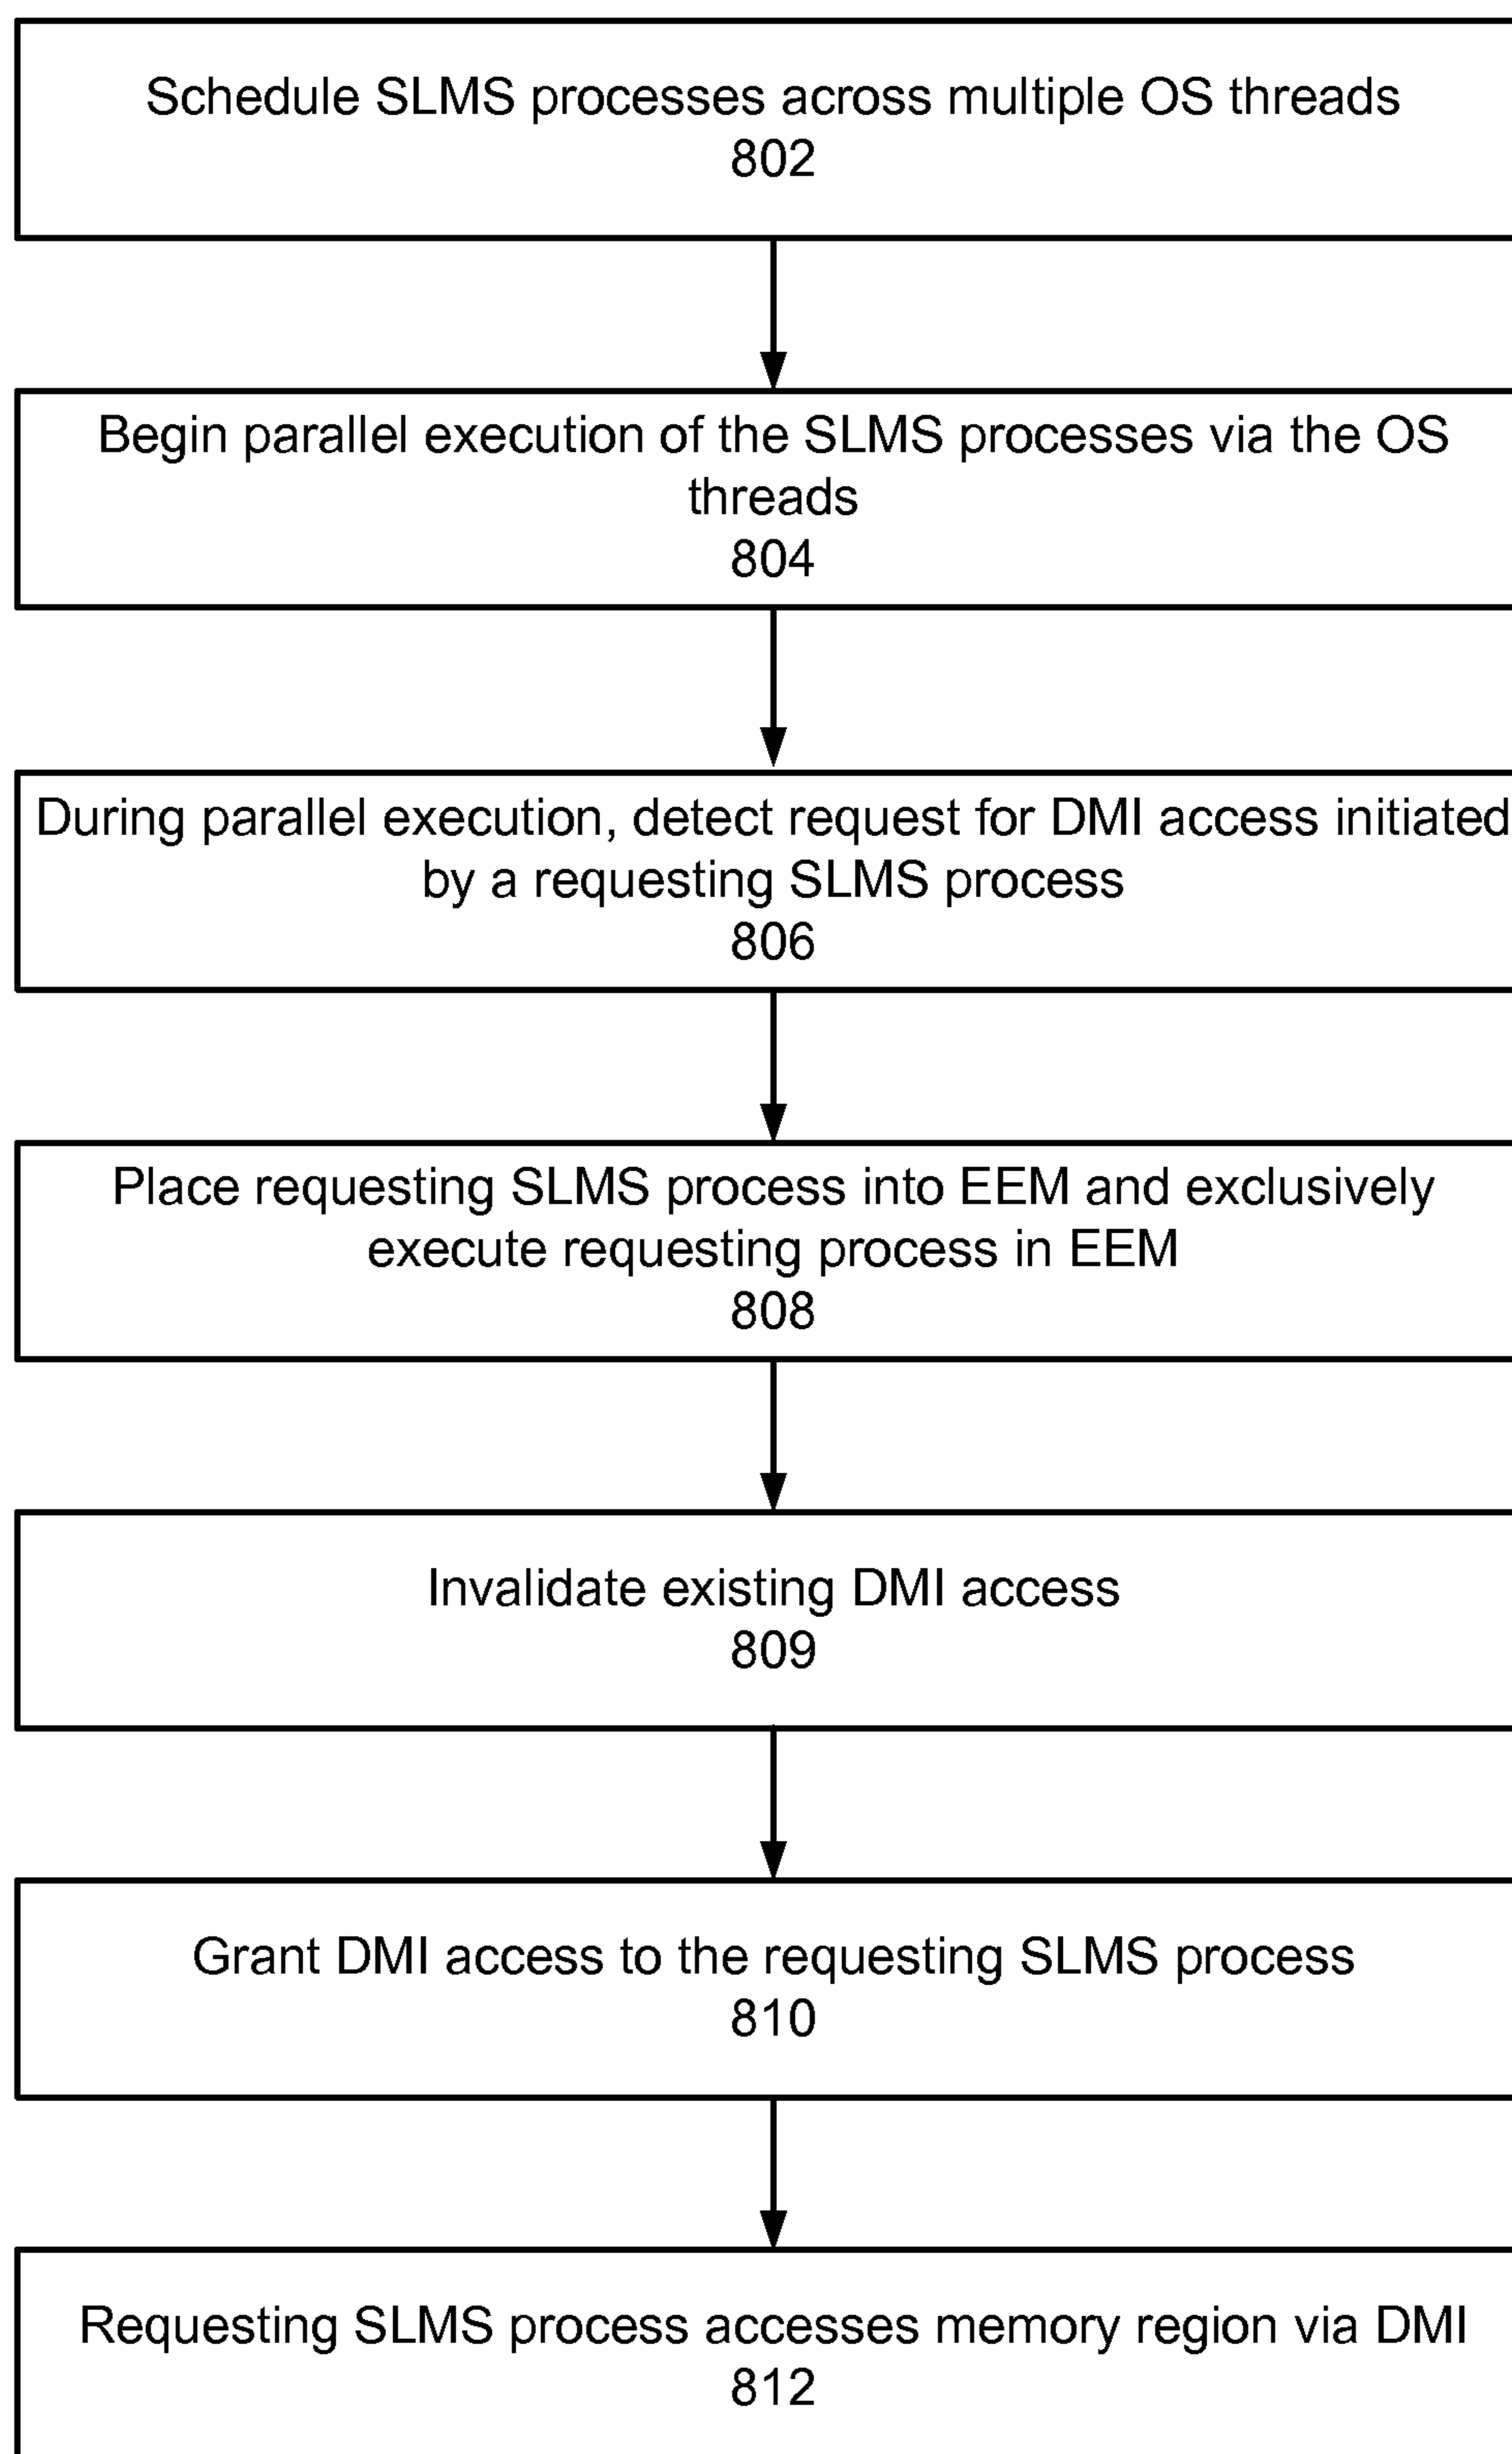 Schedule SLMS processes across multiple OS threads
802
Begin parallel execution of the SLMS processes via the OS
threads
804
During parallel execution, detect request for DMI access initiated
by a requesting SLMS process
806
Place requesting SLMS process into EEM and exclusively
execute requesting process in EEM
808
Invalidate existing DMI access
809
Grant DMI access to the requesting SLMS process
810
Requesting SLMS process accesses memory region via DMI
812